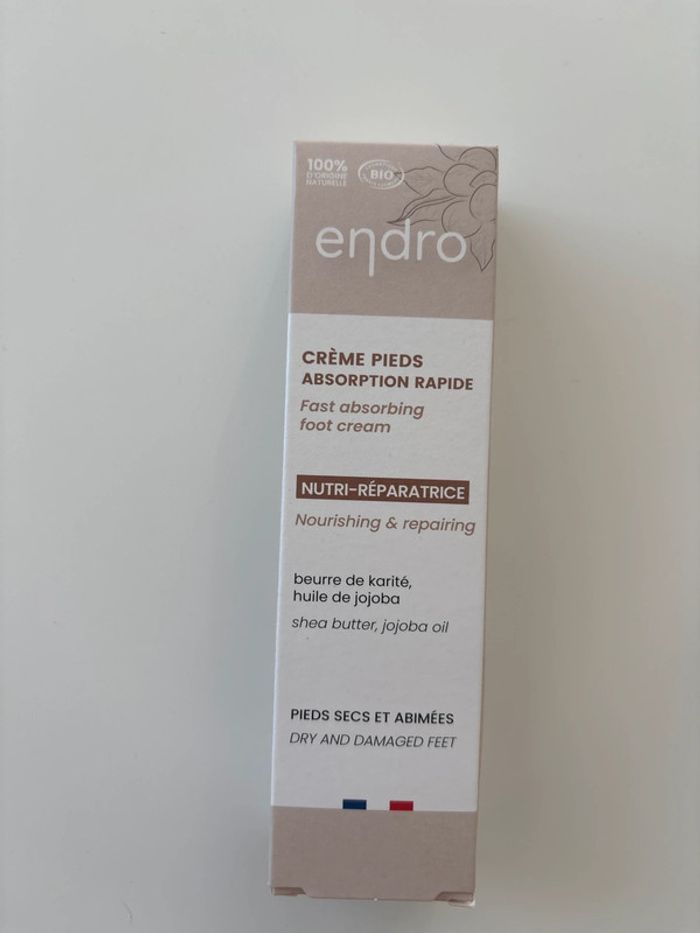 100%
D'ORIGINE
NATURELLE
BIO
endro
CRÈME PIEDS
ABSORPTION RAPIDE
Fast absorbing
foot cream
NUTRI-RÉPARATRICE
Nourishing & repairing
beurre de karité,
huile de jojoba
shea butter, jojoba oil
PIEDS SECS ET ABIMÉES
DRY AND DAMAGED FEET